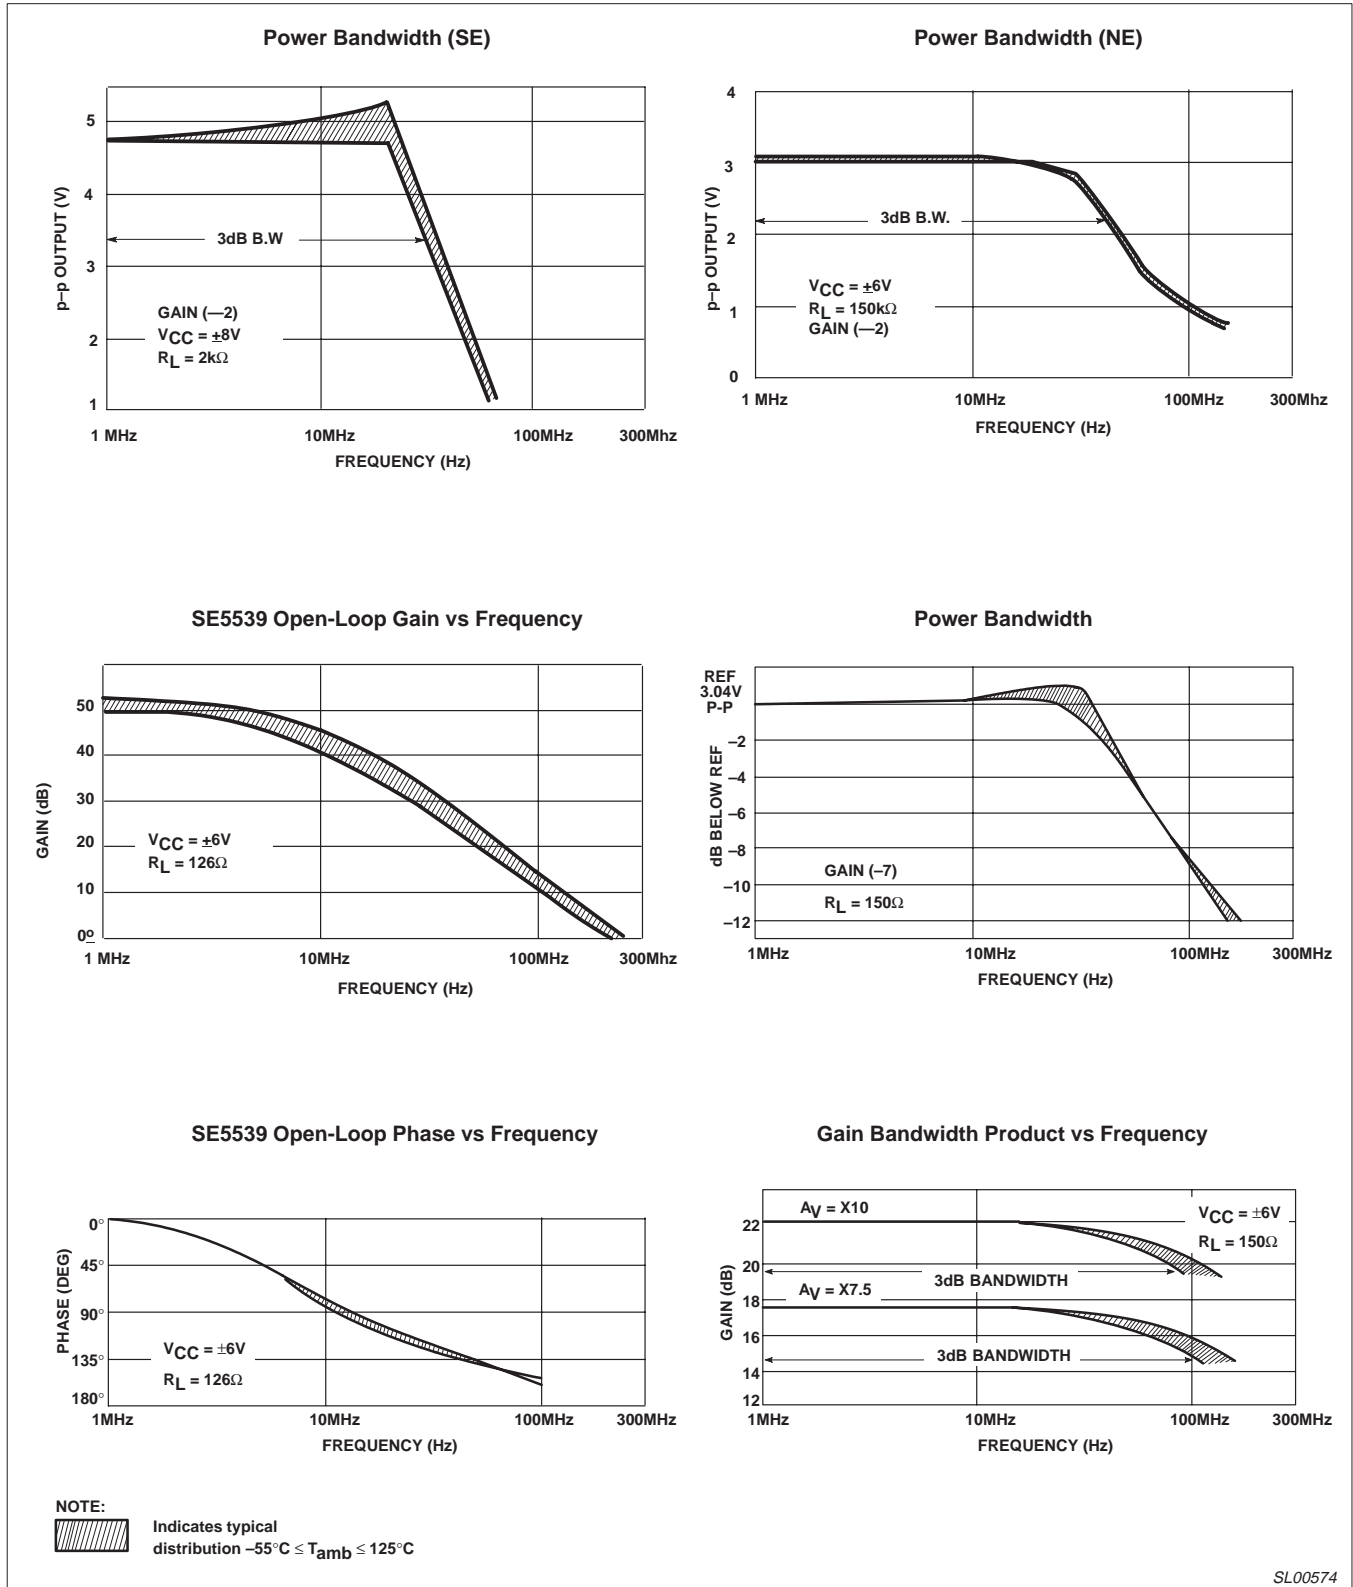 Power Bandwidth (SE)
5
4
3
2
1
p–p OUTPUT (V)
3dB B.W
GAIN (—2)
VCC = ±8V
RL = 2kΩ
1 MHz 10MHz 100MHz 300Mhz
FREQUENCY (Hz)
Power Bandwidth (NE)
4
3
2
1
0
p–p OUTPUT (V)
3dB B.W.
VCC = ±6V
RL = 150kΩ
GAIN (—2)
1 MHz 10MHz 100MHz 300Mhz
FREQUENCY (Hz)
SE5539 Open-Loop Gain vs Frequency
50
40
30
20
10
0º
GAIN (dB)
VCC = ±6V
RL = 126Ω
1 MHz 10MHz 100MHz 300Mhz
FREQUENCY (Hz)
Power Bandwidth
REF
3.04V
P-P
–2
–4
–6
–8
–10
–12
dB BELOW REF
GAIN (–7)
RL = 150Ω
1MHz 10MHz 100MHz 300MHz
FREQUENCY (Hz)
SE5539 Open-Loop Phase vs Frequency
0°
45°
90°
135°
180°
PHASE (DEG)
VCC = ±6V
RL = 126Ω
1MHz 10MHz 100MHz 300MHz
FREQUENCY (Hz)
Gain Bandwidth Product vs Frequency
22
20
18
16
14
12
GAIN (dB)
AV = X10
VCC = ±6V
RL = 150Ω
3dB BANDWIDTH
AV = X7.5
3dB BANDWIDTH
1MHz 10MHz 100MHz 300MHz
FREQUENCY (Hz)
NOTE:
Indicates typical
distribution –55°C ≤ Tamb ≤ 125°C
SL00574